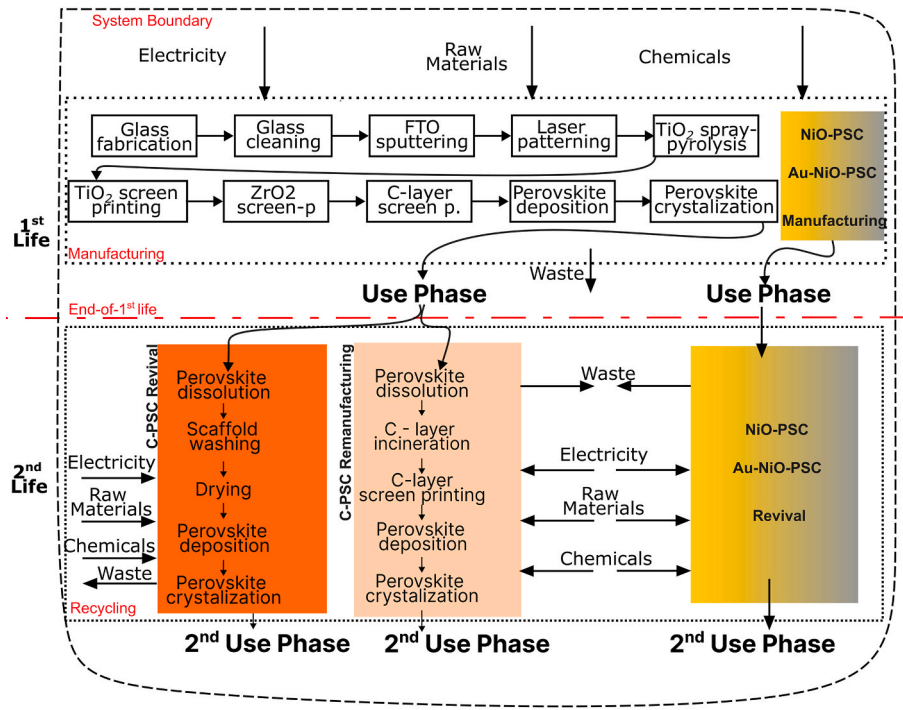 System Boundary
Electricity
Raw
Materials
Chemicals
Glass
fabrication
Glass
cleaning
FTO
sputtering
Laser
patterning
TiO2 spray-
pyrolysis
TiO2 screen
printing
ZrO2
screen-p
C-layer
screen p.
Perovskite
deposition
Perovskite
crystalization
NiO-PSC
Au-NiO-PSC
Manufacturing
1st
Life
Manufacturing
Waste
Use Phase
Use Phase
End-of-1st life
2nd
Life
C-PSC Revival
Perovskite
dissolution
Scaffold
washing
Drying
Perovskite
deposition
Perovskite
crystalization
Electricity
Raw
Materials
Chemicals
Waste
Recycling
C-PSC Remanufacturing
Perovskite
dissolution
C - layer
incineration
C-layer
screen printing
Perovskite
deposition
Perovskite
crystalization
Waste
Electricity
Raw
Materials
Chemicals
NiO-PSC
Au-NiO-PSC
Revival
2nd Use Phase
2nd Use Phase
2nd Use Phase